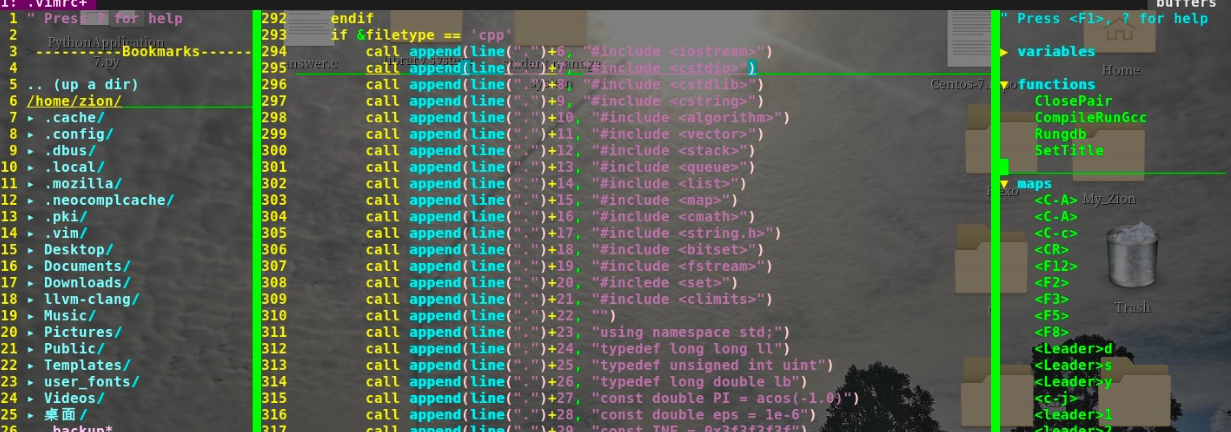 1: .vimrc+
buffers
1 " Press ? for help
2
3 ----------Bookmarks------
4
5 .. (up a dir)
6 /home/zion/
7 ▸ .cache/
8 ▸ .config/
9 ▸ .dbus/
10 ▸ .local/
11 ▸ .mozilla/
12 ▸ .neocomplcache/
13 ▸ .pki/
14 ▸ .vim/
15 ▸ Desktop/
16 ▸ Documents/
17 ▸ Downloads/
18 ▸ llvm-clang/
19 ▸ Music/
20 ▸ Pictures/
21 ▸ Public/
22 ▸ Templates/
23 ▸ user_fonts/
24 ▸ Videos/
25 ▸ 桌面/
26 .backup*
292 endif
293 if &filetype == 'cpp'
294 call append(line(".")+6, "#include <iostream>")
295 call append(line(".")+7, "#include <cstdio>")
296 call append(line(".")+8, "#include <cstdlib>")
297 call append(line(".")+9, "#include <cstring>")
298 call append(line(".")+10, "#include <algorithm>")
299 call append(line(".")+11, "#include <vector>")
300 call append(line(".")+12, "#include <stack>")
301 call append(line(".")+13, "#include <queue>")
302 call append(line(".")+14, "#include <list>")
303 call append(line(".")+15, "#include <map>")
304 call append(line(".")+16, "#include <cmath>")
305 call append(line(".")+17, "#include <string.h>")
306 call append(line(".")+18, "#include <bitset>")
307 call append(line(".")+19, "#include <fstream>")
308 call append(line(".")+20, "#include <set>")
309 call append(line(".")+21, "#include <climits>")
310 call append(line(".")+22, "")
311 call append(line(".")+23, "using namespace std;")
312 call append(line(".")+24, "typedef long long ll")
313 call append(line(".")+25, "typedef unsigned int uint")
314 call append(line(".")+26, "typedef long double lb")
315 call append(line(".")+27, "const double PI = acos(-1.0)")
316 call append(line(".")+28, "const double eps = 1e-6")
317 call append(line(".")+29, "const INF = 0x3f3f3f3f")
" Press <F1>, ? for help
▶ variables
▼ functions
ClosePair
CompileRunGcc
Rungdb
SetTitle
▼ maps
<C-A>
<C-A>
<C-c>
<CR>
<F12>
<F2>
<F3>
<F5>
<F8>
<Leader>d
<Leader>s
<Leader>y
<c-j>
<leader>1
<leader>2
PythonApplication
7.py
Home
My_Zion
Trash